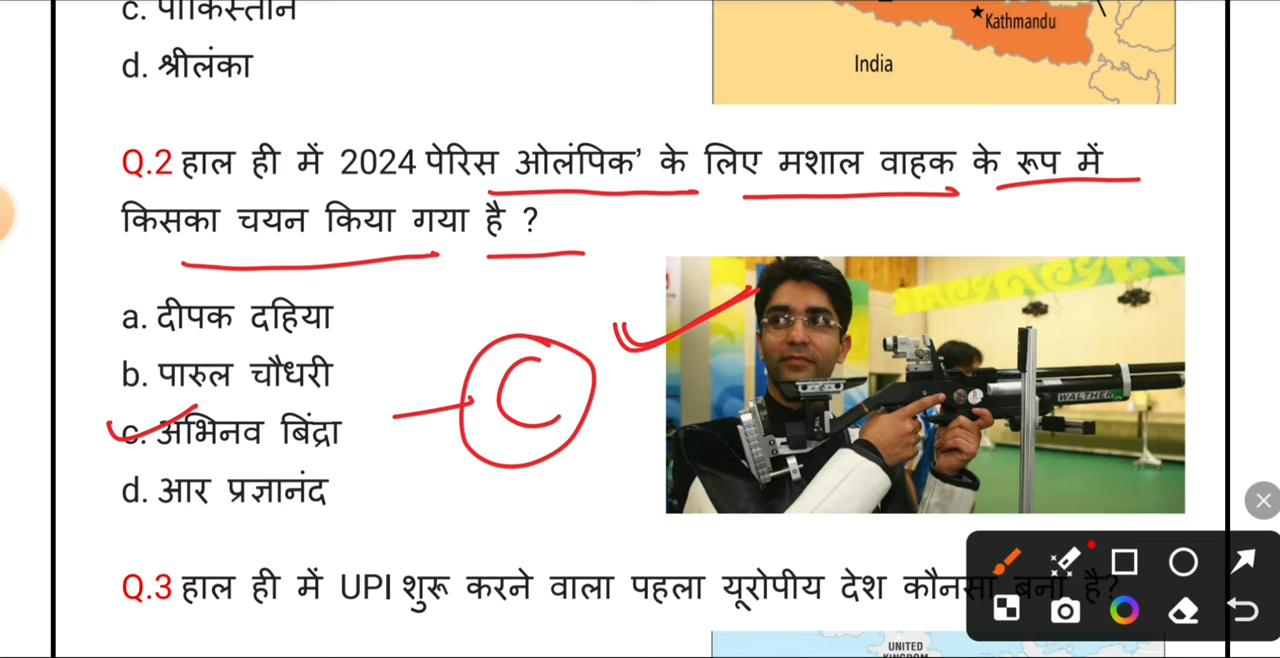 c. पाकिस्तान
d. श्रीलंका
Kathmandu
India
Q.2 हाल ही में 2024 पेरिस ओलंपिक’ के लिए मशाल वाहक के रूप में
किसका चयन किया गया है ?
a. दीपक दहिया
b. पारुल चौधरी
c. अभिनव बिंद्रा
d. आर प्रज्ञानंद
C
WALTHER
Q.3 हाल ही में UPI शुरू करने वाला पहला यूरोपीय देश कौनसा बना है?
UNITED
KINGDOM